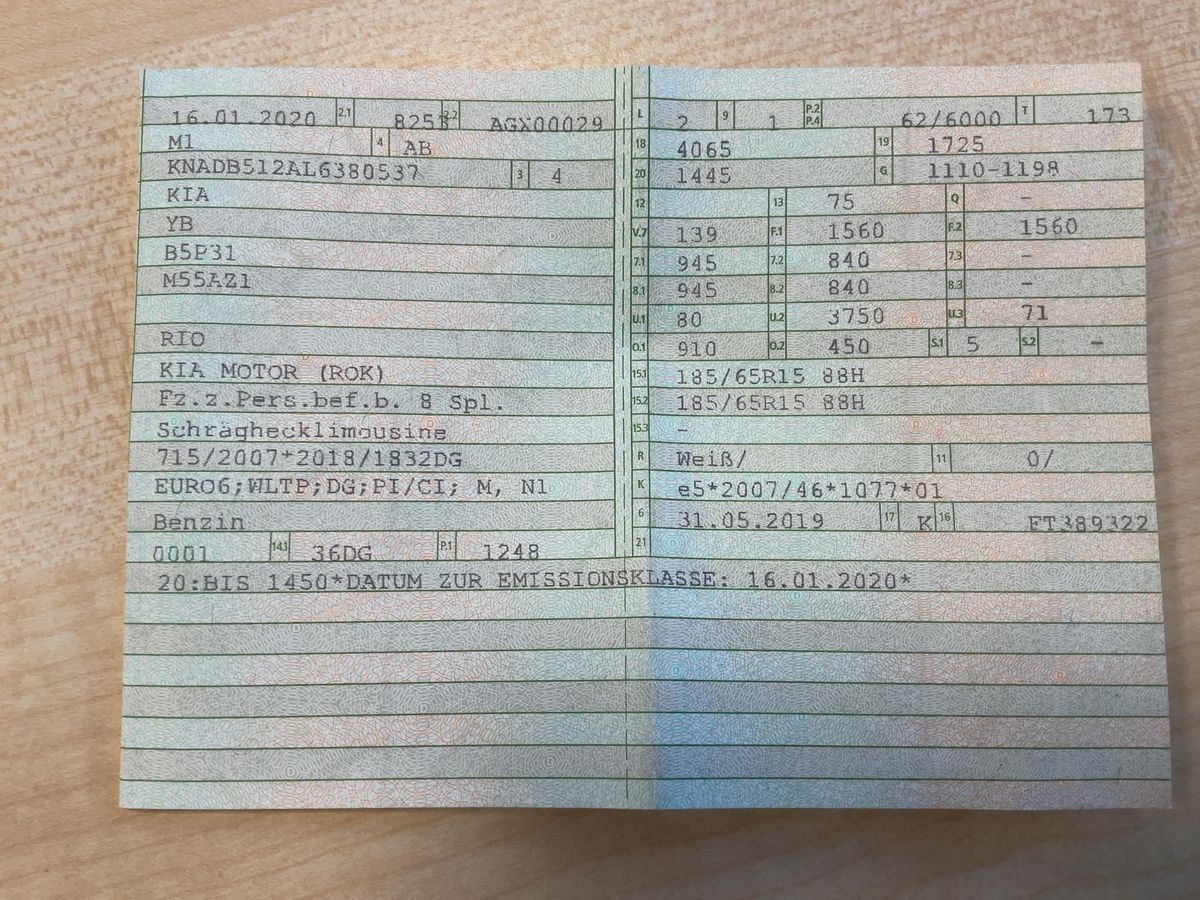 16.01.2020 2.1 8253 2.2 AGX00029 L 2 9 1 P.2 P.4 62/6000 T 173
M1 4 AB 18 4065 19 1725
KNADB512AL6380537 3 4 20 1445 G 1110-1198
KIA 12 13 75 Q -
YB V.7 139 F.1 1560 F.2 1560
B5P31 7.1 945 7.2 840 7.3 -
M55AZ1 8.1 945 8.2 840 8.3 -
U.1 80 U.2 3750 U.3 71
RIO O.1 910 O.2 450 S.1 5 S.2 -
KIA MOTOR (ROK) 15.1 185/65R15 88H
Fz.z.Pers.bef.b. 8 Spl. 15.2 185/65R15 88H
Schräghecklimousine 15.3 -
715/2007*2018/1832DG R Weiß/ 11 0/
EURO6;WLTP;DG;PI/CI; M, N1 K e5*2007/46*1077*01
Benzin 6 31.05.2019 17 K 16 FT389322
0001 14.1 36DG P.1 1248 21
20:BIS 1450*DATUM ZUR EMISSIONSKLASSE: 16.01.2020*